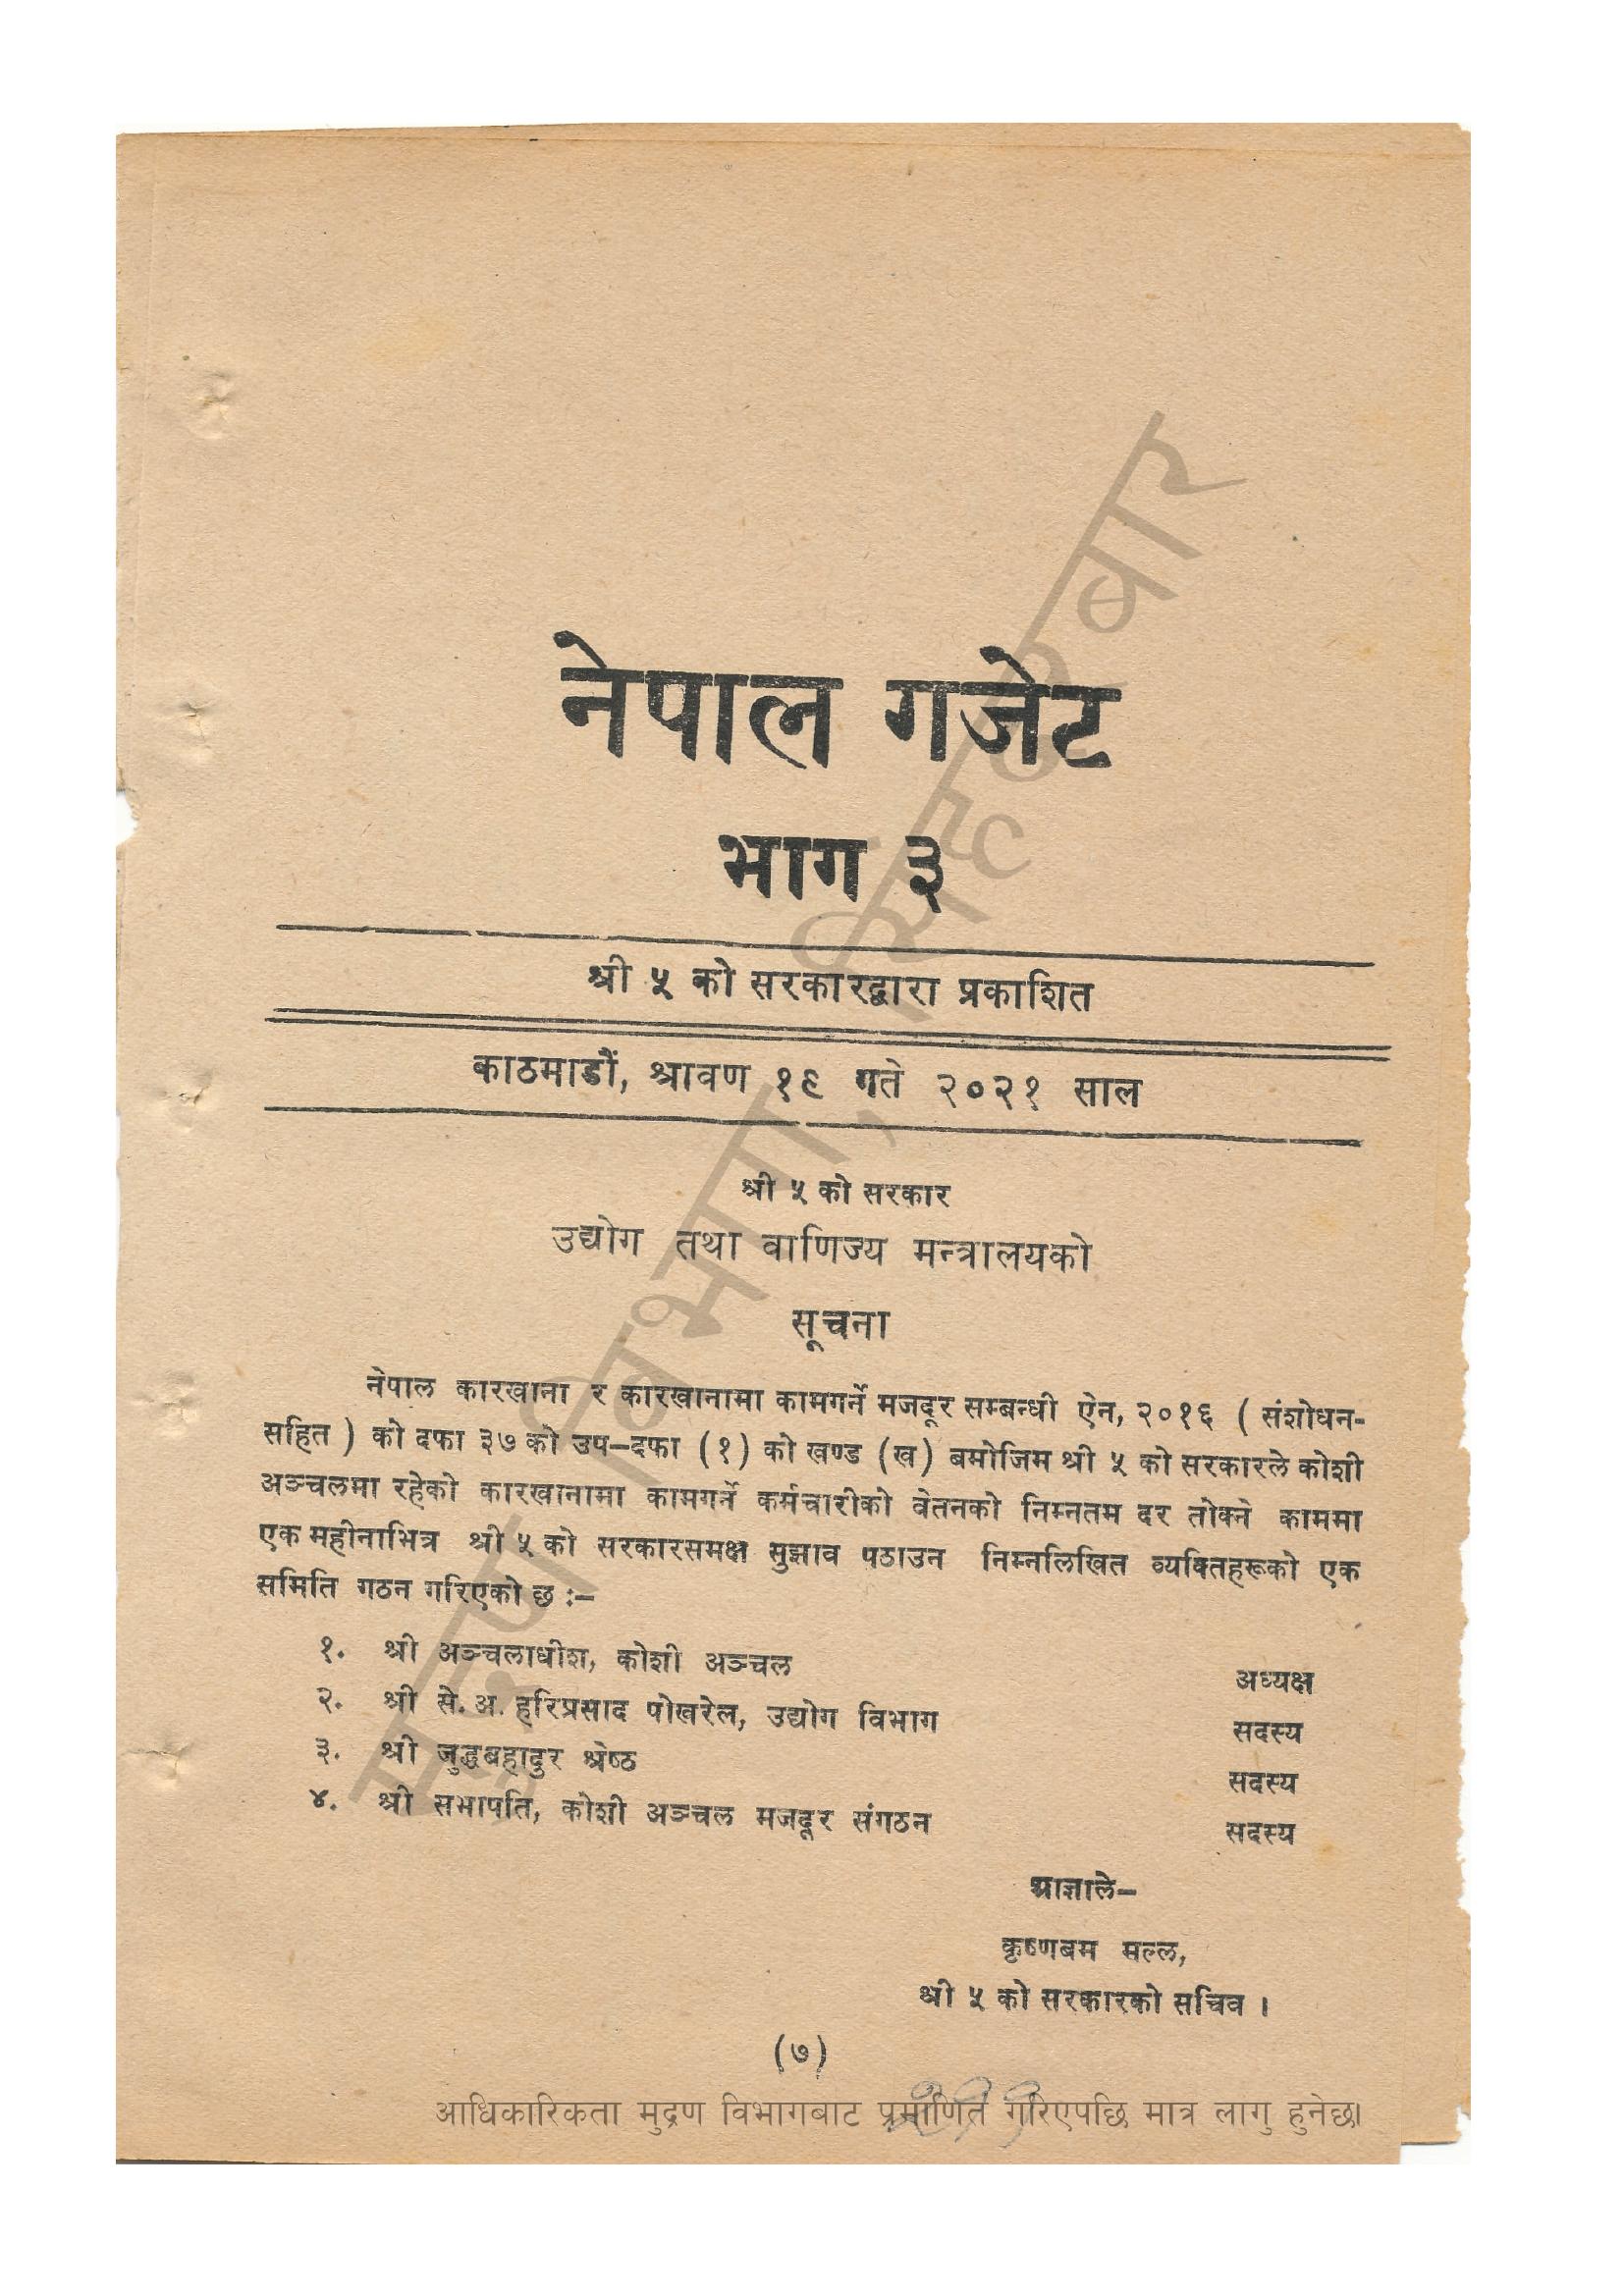 नेपाल गजेट
भाग ३
श्री ५ को सरकारद्वारा प्रकाशित
काठमाडौं, श्रावण १९ गते २०२१ साल
श्री ५ को सरकार
उद्योग तथा वाणिज्य मन्त्रालयको
सूचना
नेपाल कारखाना र कारखानामा कामगर्ने मजदूर सम्बन्धी ऐन, २०१६ ( संशोधन-
सहित ) को दफा ३७ को उप-दफा (१) को खण्ड (ख) बमोजिम श्री ५ को सरकारले कोशी
अञ्चलमा रहेको कारखानामा कामगर्ने कर्मचारीको वेतनको निम्नतम दर तोक्ने काममा
एक महीनाभित्र श्री ५ को सरकारसमक्ष सुझाव पठाउन निम्नलिखित व्यक्तिहरूको एक
समिति गठन गरिएको छ :-
१. श्री अञ्चलाधीश, कोशी अञ्चल अध्यक्ष
२. श्री से. अ. हरिप्रसाद पोखरेल, उद्योग विभाग सदस्य
३. श्री जुद्धबहादुर श्रेष्ठ सदस्य
४. श्री सभापति, कोशी अञ्चल मजदूर संगठन सदस्य
आज्ञाले-
कृष्णबम मल्ल,
श्री ५ को सरकारको सचिव ।
(७)
आधिकारिकता मुद्रण विभागबाट प्रमाणित गरिएपछि मात्र लागु हुनेछ।
मुद्रण विभाग, सिंहदरबार